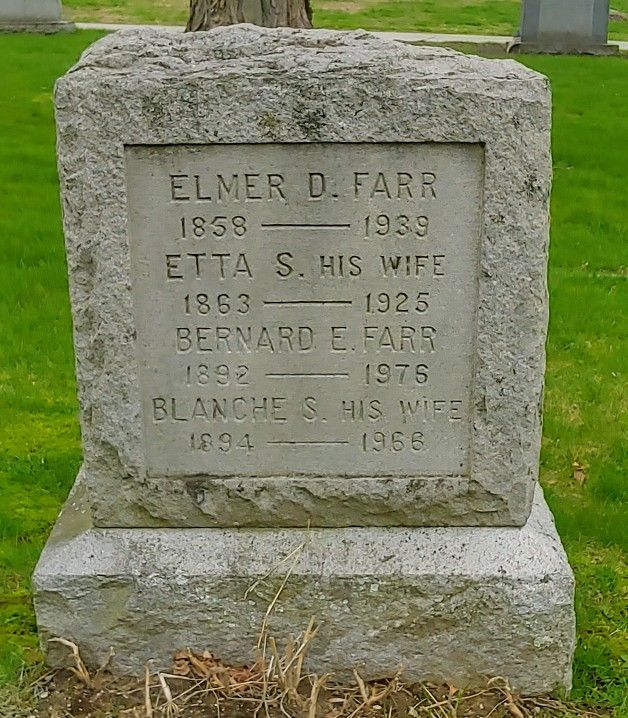 ELMER D. FARR
1858 — 1939
ETTA S. HIS WIFE
1863 — 1925
BERNARD E. FARR
1892 — 1976
BLANCHE S. HIS WIFE
1894 — 1966